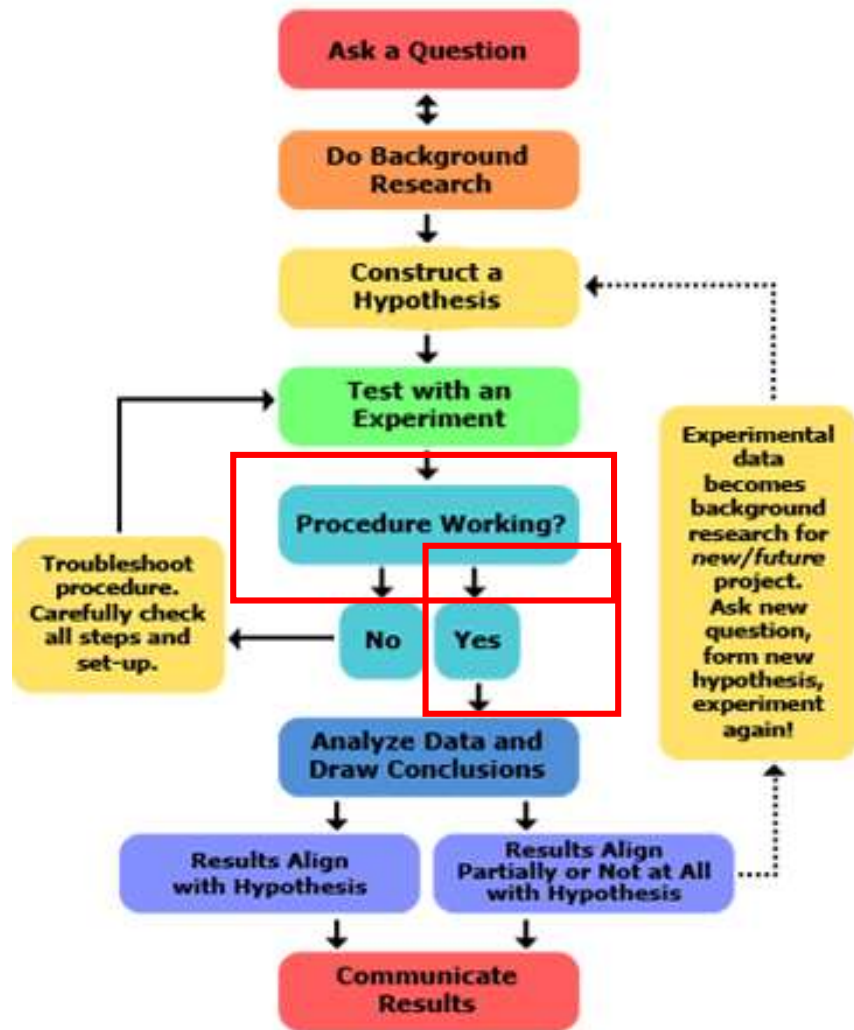 Ask a Question
Do Background
Research
Construct a
Hypothesis
Test with an
Experiment
Procedure Working?
Troubleshoot
procedure.
Carefully check
all steps and
set-up.
No
Yes
Experimental
data
becomes
background
research for
new/future
project.
Ask new
question,
form new
hypothesis,
experiment
again!
Analyze Data and
Draw Conclusions
Results Align
with Hypothesis
Results Align
Partially or Not at All
with Hypothesis
Communicate
Results